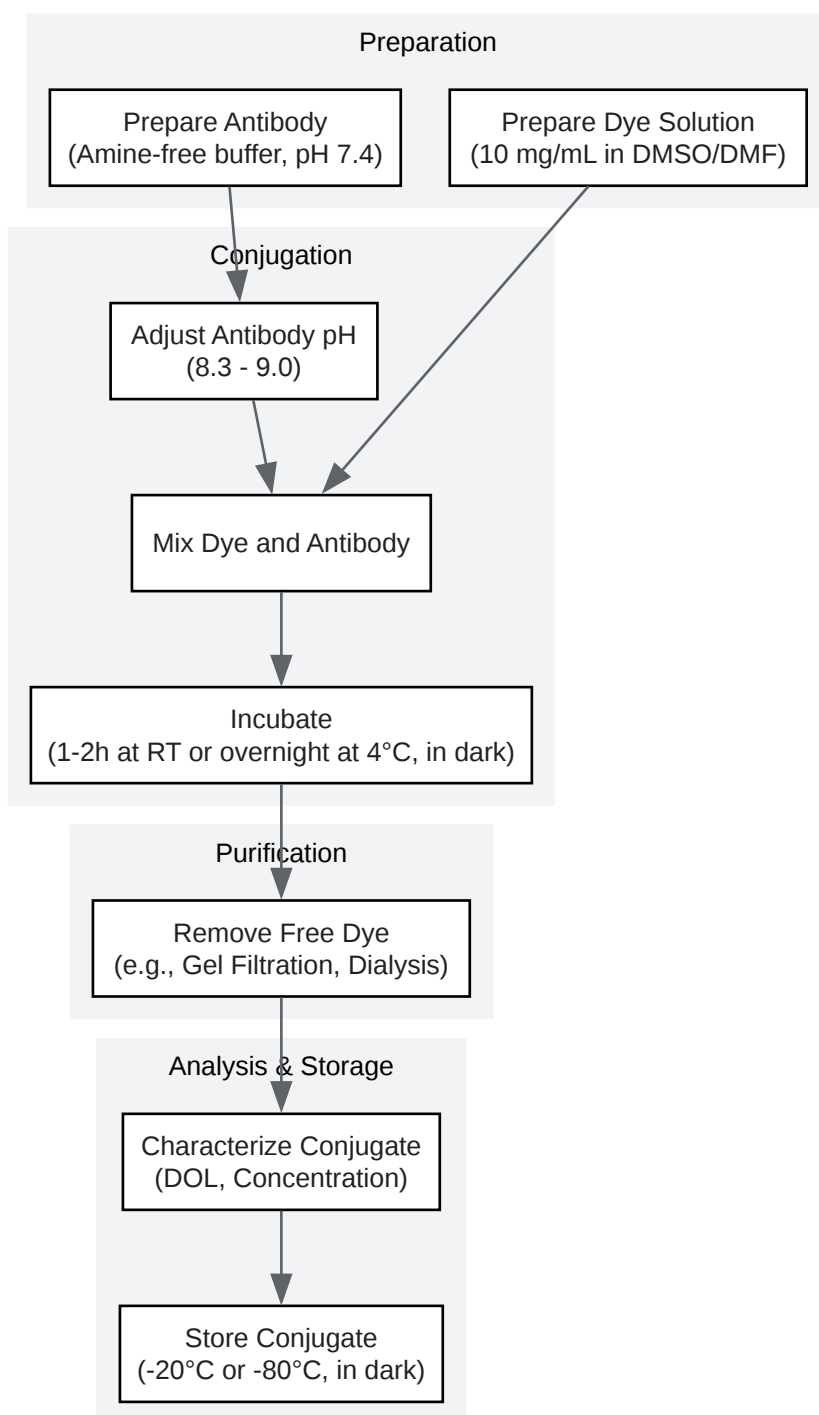 Preparation
Prepare Antibody
(Amine-free buffer, pH 7.4)
Prepare Dye Solution
(10 mg/mL in DMSO/DMF)
Conjugation
Adjust Antibody pH
(8.3 - 9.0)
Mix Dye and Antibody
Incubate
(1-2h at RT or overnight at 4°C, in dark)
Purification
Remove Free Dye
(e.g., Gel Filtration, Dialysis)
Analysis & Storage
Characterize Conjugate
(DOL, Concentration)
Store Conjugate
(-20°C or -80°C, in dark)